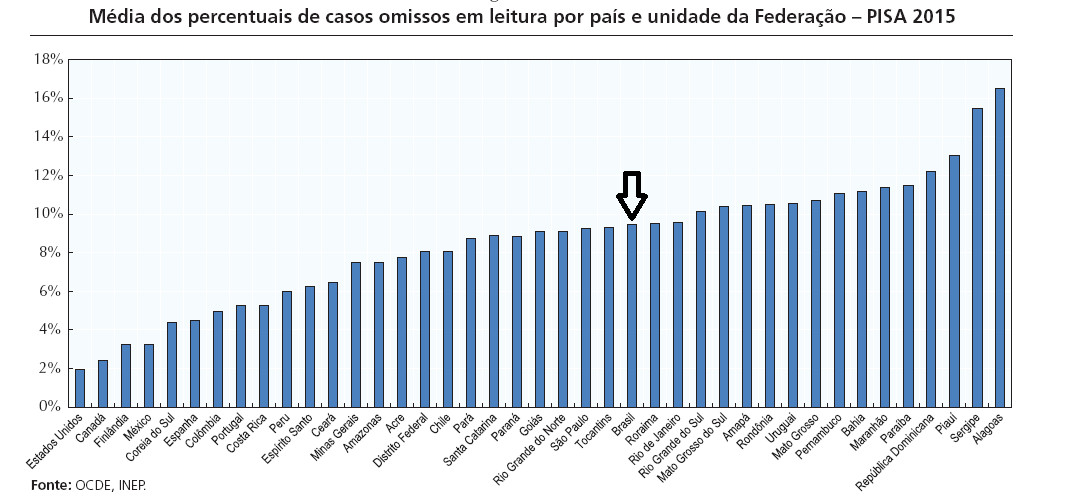 Média dos percentuais de casos omissos em leitura por país e unidade da Federação – PISA 2015
18%
16%
14%
12%
10%
8%
6%
4%
2%
0%
Estados Unidos
Canadá
Finlândia
México
Coreia do Sul
Espanha
Colômbia
Portugal
Costa Rica
Peru
Espírito Santo
Ceará
Minas Gerais
Amazonas
Acre
Distrito Federal
Chile
Pará
Santa Catarina
Paraná
Goiás
Rio Grande do Norte
São Paulo
Tocantins
Brasil
Roraima
Rio de Janeiro
Rio Grande do Sul
Mato Grosso do Sul
Amapá
Rondônia
Uruguai
Mato Grosso
Pernambuco
Bahia
Maranhão
Paraíba
República Dominicana
Piauí
Sergipe
Alagoas
Fonte: OCDE, INEP.